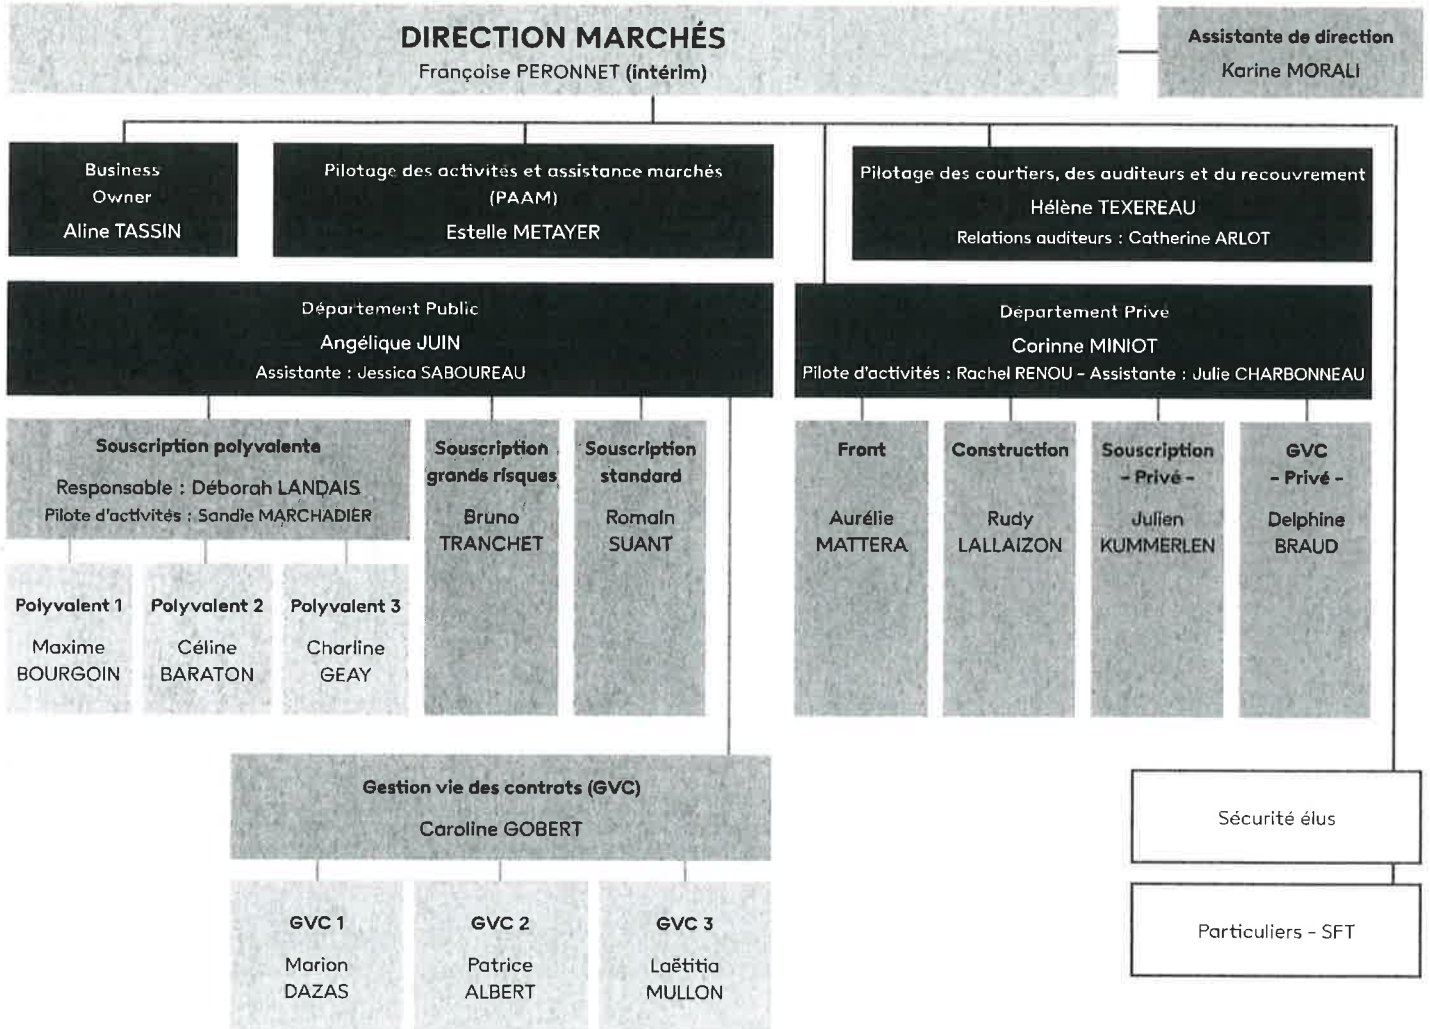 DIRECTION MARCHÉS
Françoise PERONNET (intérim)
Assistante de direction
Karine MORALI
Business
Owner
Aline TASSIN
Pilotage des activités et assistance marchés
(PAAM)
Estelle METAYER
Pilotage des courtiers, des auditeurs et du recouvrement
Hélène TEXEREAU
Relations auditeurs : Catherine ARLOT
Département Public
Angélique JUIN
Assistante : Jessica SABOUREAU
Département Privé
Corinne MINIOT
Pilote d'activités : Rachel RENOU - Assistante : Julie CHARBONNEAU
Souscription polyvalente
Responsable : Déborah LANDAIS
Pilote d'activités : Sandie MARCHADIER
Souscription
grands risques
Bruno
TRANCHET
Souscription
standard
Romain
SUANT
Front
Aurélie
MATTERA
Construction
Rudy
LALLAIZON
Souscription
- Privé -
Julien
KUMMERLEN
GVC
- Privé -
Delphine
BRAUD
Polyvalent 1
Maxime
BOURGOIN
Polyvalent 2
Céline
BARATON
Polyvalent 3
Charline
GEAY
Gestion vie des contrats (GVC)
Caroline GOBERT
GVC 1
Marion
DAZAS
GVC 2
Patrice
ALBERT
GVC 3
Laëtitia
MULLON
Sécurité élus
Particuliers - SFT